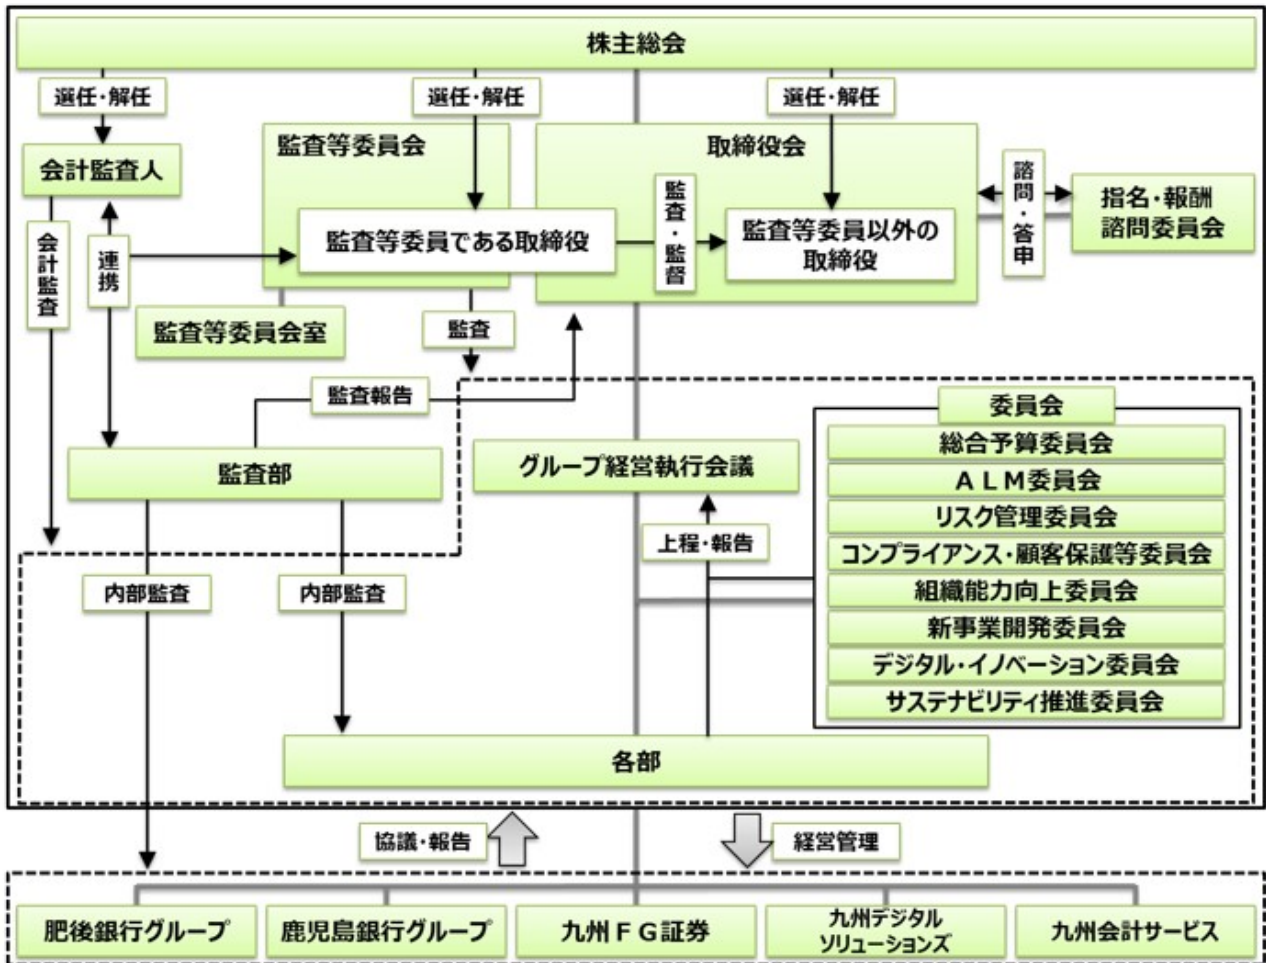 株主総会
選任・解任
選任・解任
選任・解任
会計監査人
監査等委員会
取締役会
監査等委員である取締役
監査・監督
監査等委員以外の
取締役
諮問・答申
指名・報酬
諮問委員会
会計監査
連携
監査等委員会室
監査
監査報告
監査部
グループ経営執行会議
上程・報告
委員会
総合予算委員会
ALM委員会
リスク管理委員会
コンプライアンス・顧客保護等委員会
組織能力向上委員会
新事業開発委員会
デジタル・イノベーション委員会
サステナビリティ推進委員会
内部監査
内部監査
各部
協議・報告
経営管理
肥後銀行グループ
鹿児島銀行グループ
九州FG証券
九州デジタル
ソリューションズ
九州会計サービス